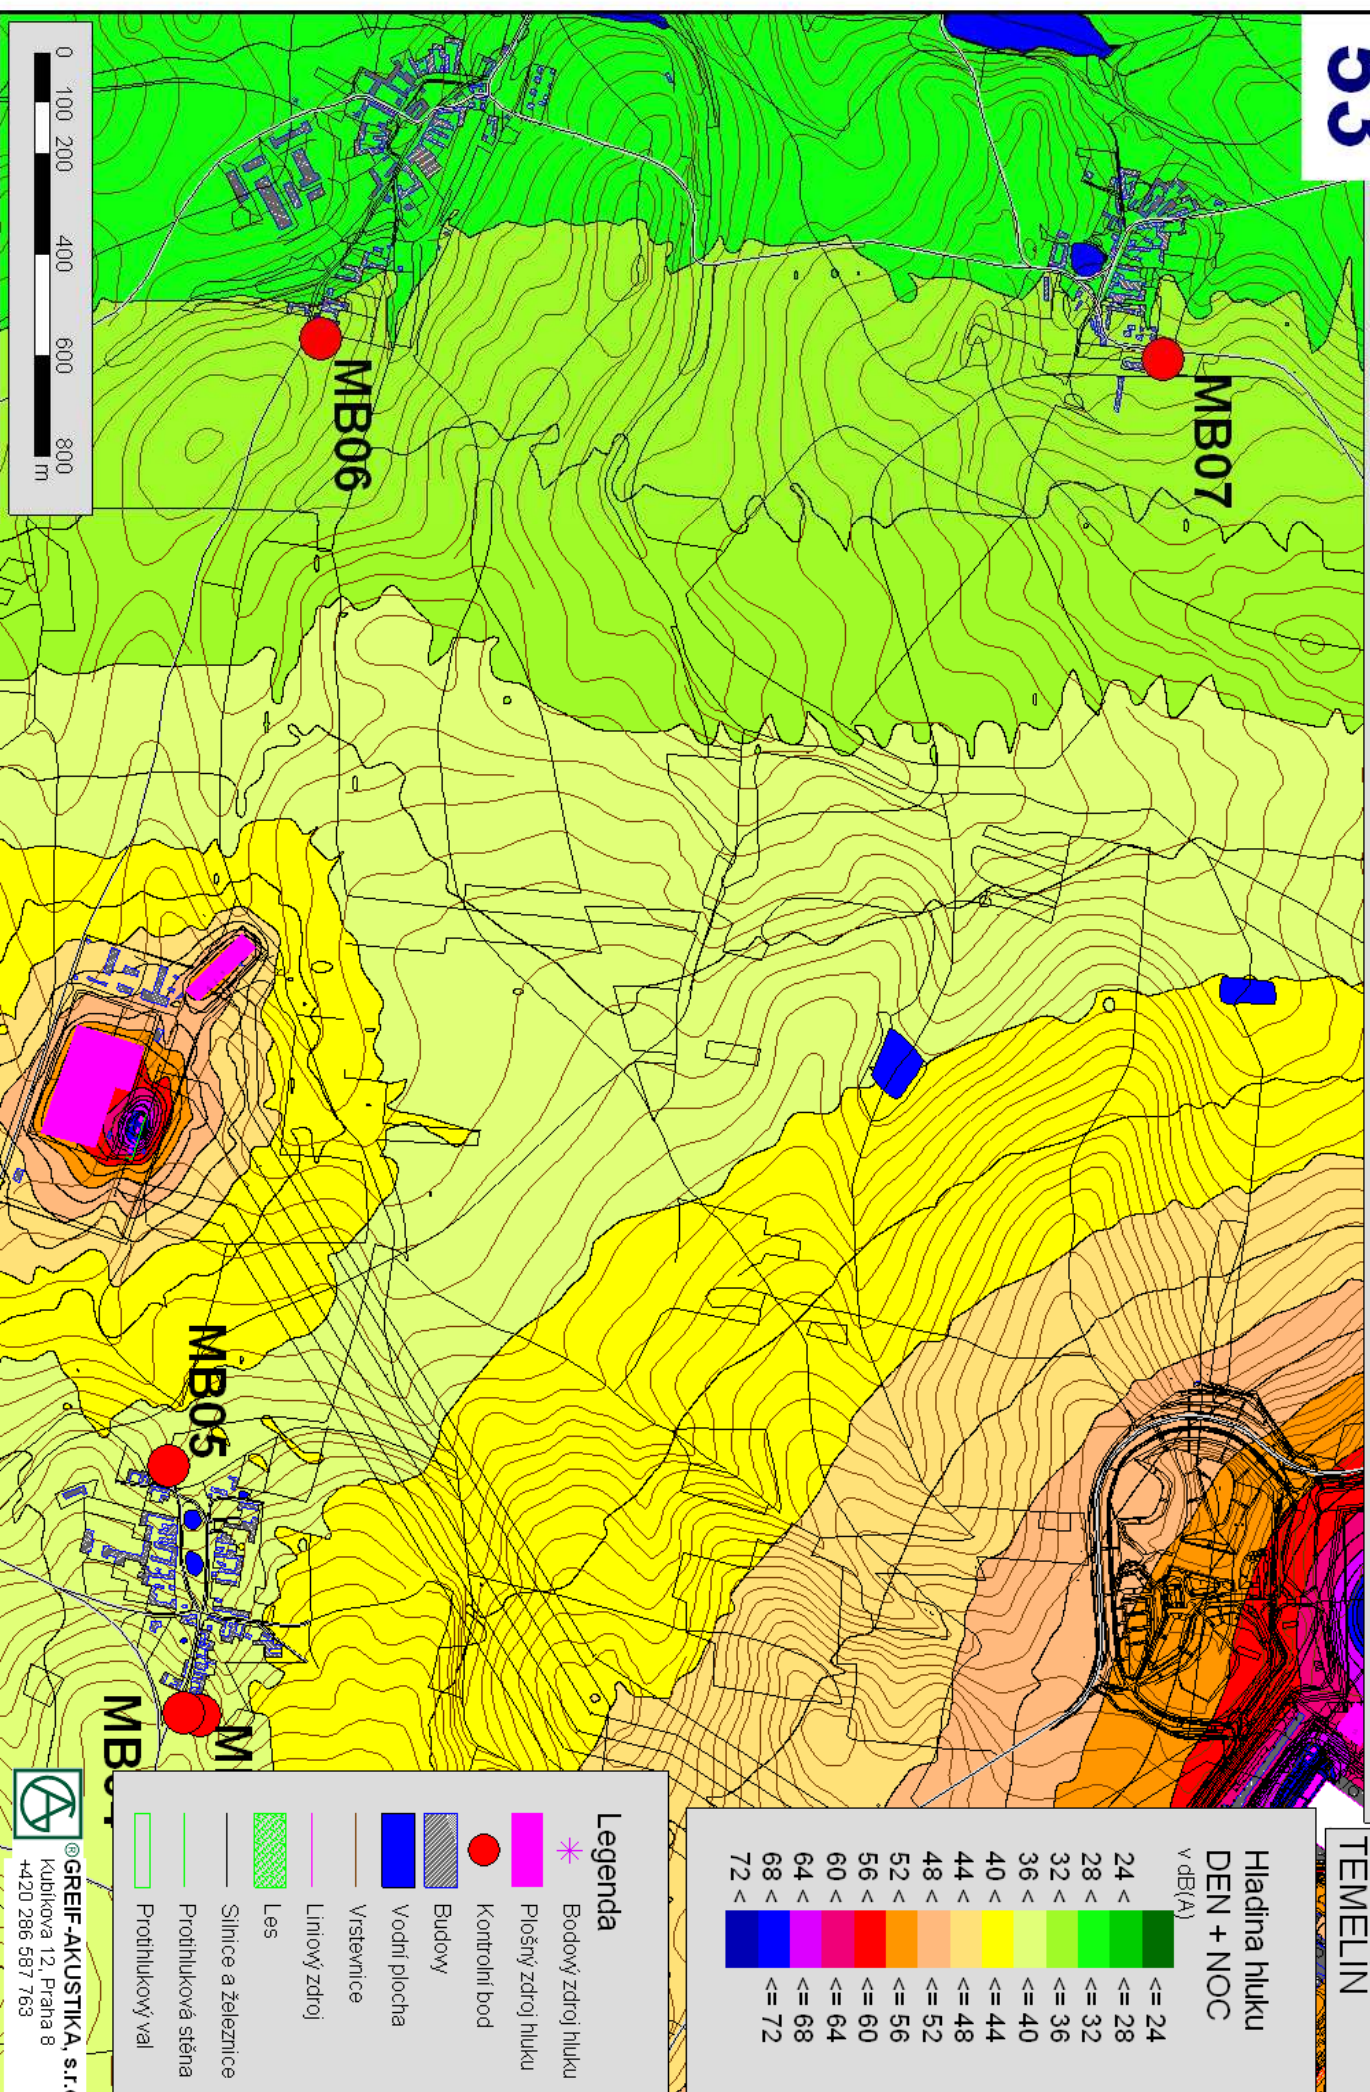 55
TEMELIN
MB07
MB06
MB05
0 100 200 400 600 800
m
Hladina hluku
DEN + NOC
v dB(A)
<= 24
24 < <= 28
28 < <= 32
32 < <= 36
36 < <= 40
40 < <= 44
44 < <= 48
48 < <= 52
52 < <= 56
56 < <= 60
60 < <= 64
64 < <= 68
68 < <= 72
72 <
Legenda
Bodový zdroj hluku
Plošný zdroj hluku
Kontrolní bod
Budovy
Vodní plocha
Vrstevnice
Liniový zdroj
Les
Silnice a železnice
Protihluková stěna
Protihlukový val
®GREIF-AKUSTIKA, s.r.
Kubíkova 12, Praha 8
+420 286 587 763